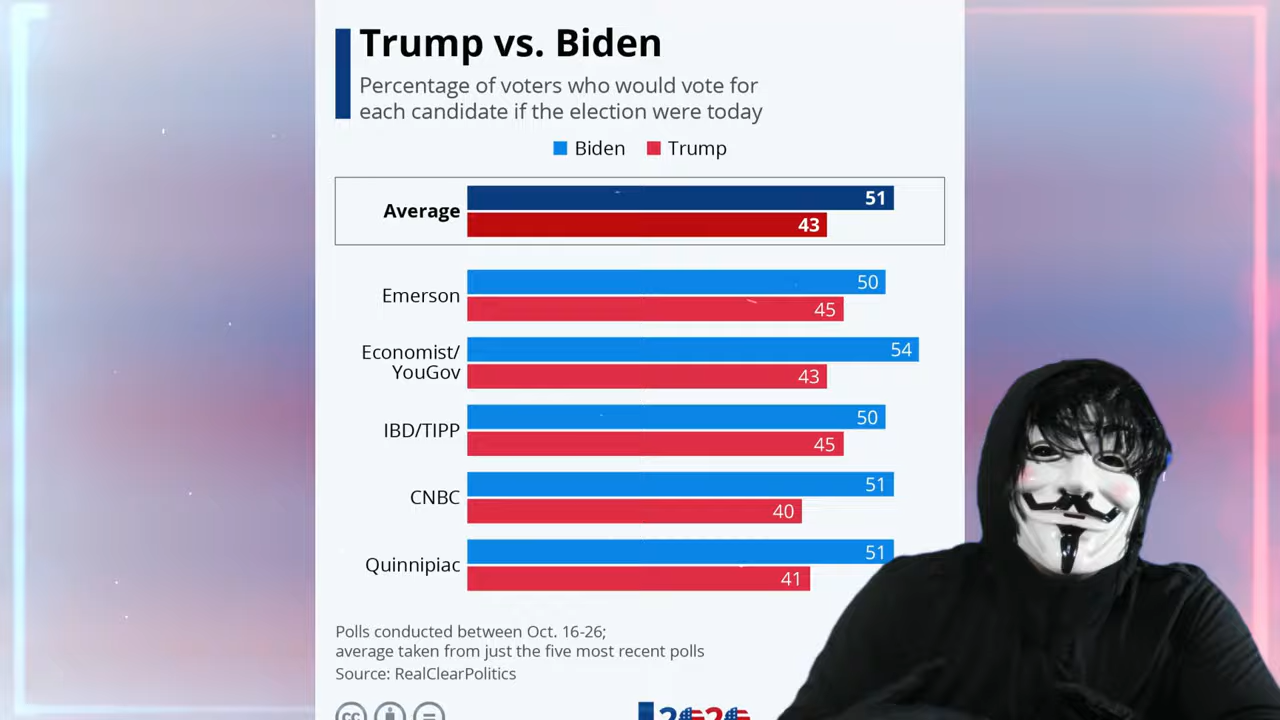 Trump vs. Biden
Percentage of voters who would vote for
each candidate if the election were today
Biden Trump
Average
51
43
Emerson
50
45
Economist/
YouGov
54
43
IBD/TIPP
50
45
CNBC
51
40
Quinnipiac
51
41
Polls conducted between Oct. 16-26;
average taken from just the five most recent polls
Source: RealClearPolitics
cc
2020